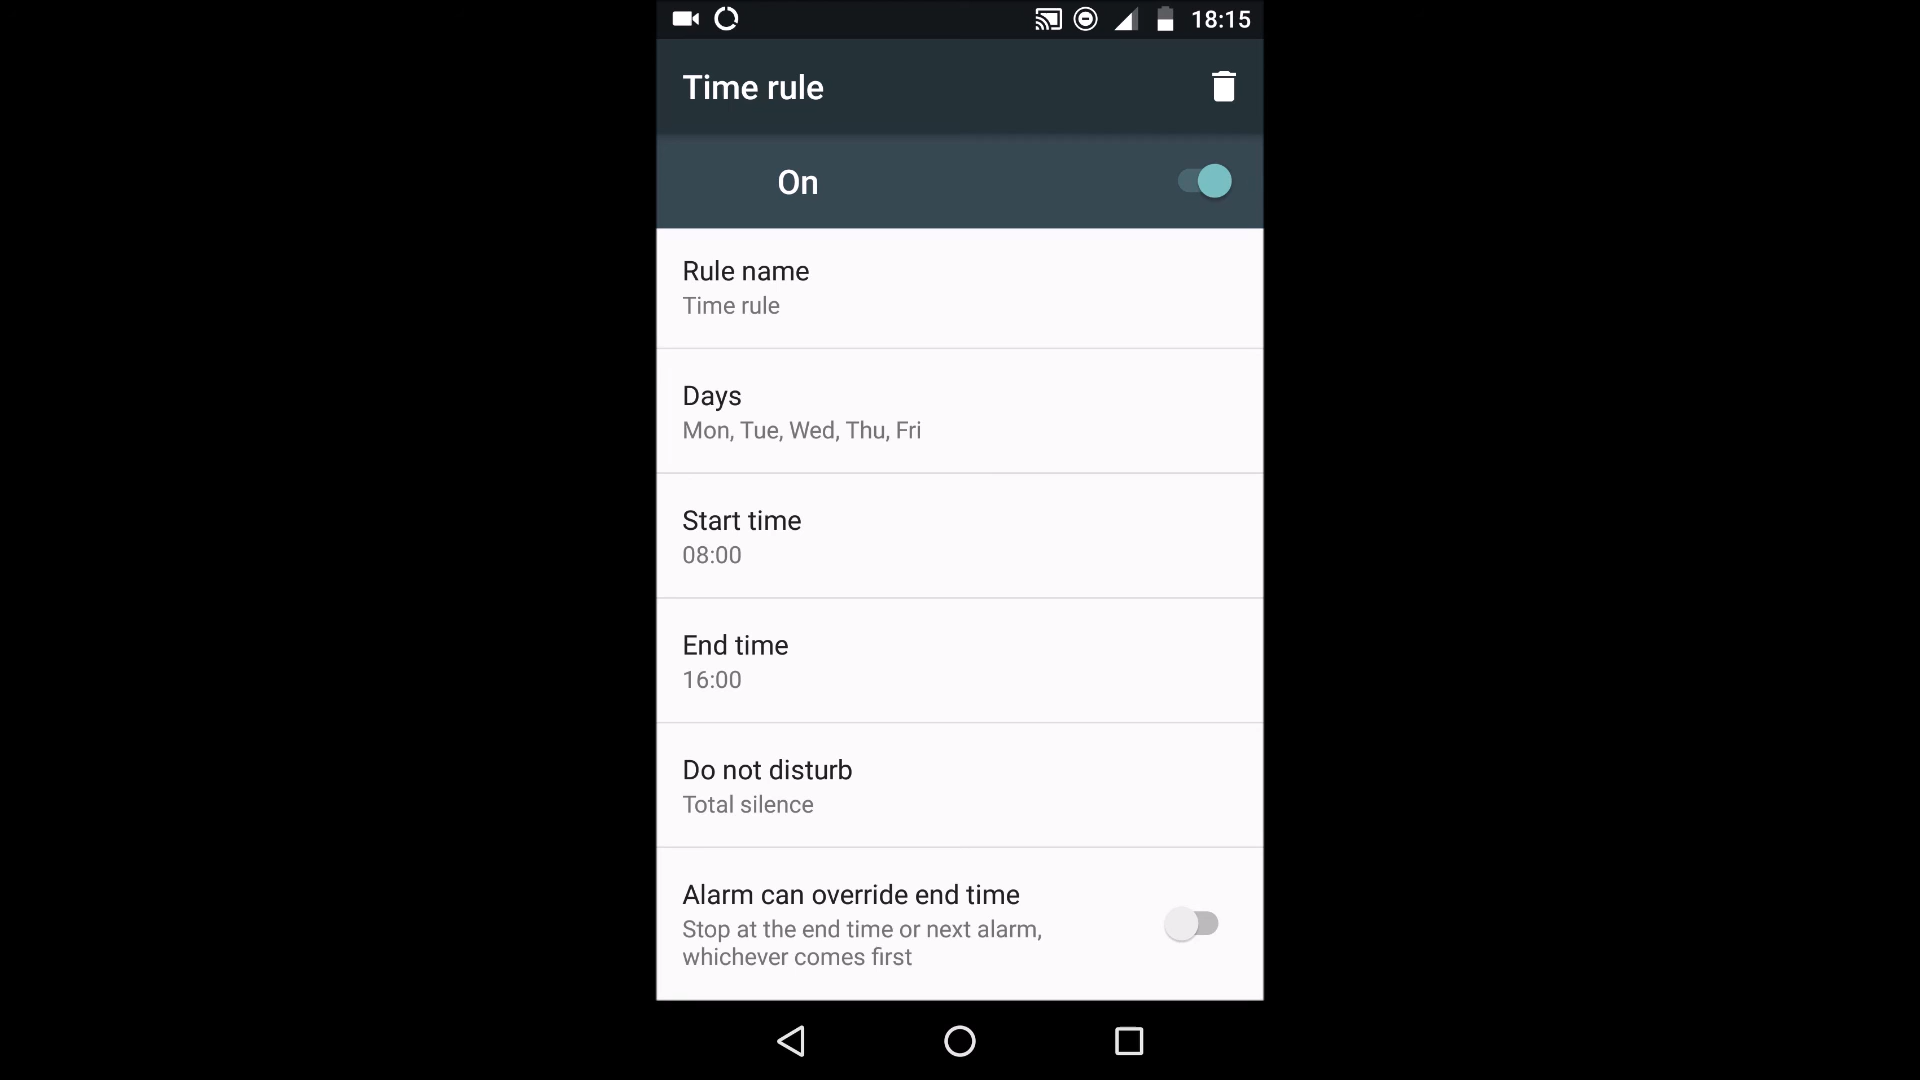 18:15
Time rule
On
Rule name
Time rule
Days
Mon, Tue, Wed, Thu, Fri
Start time
08:00
End time
16:00
Do not disturb
Total silence
Alarm can override end time
Stop at the end time or next alarm,
whichever comes first